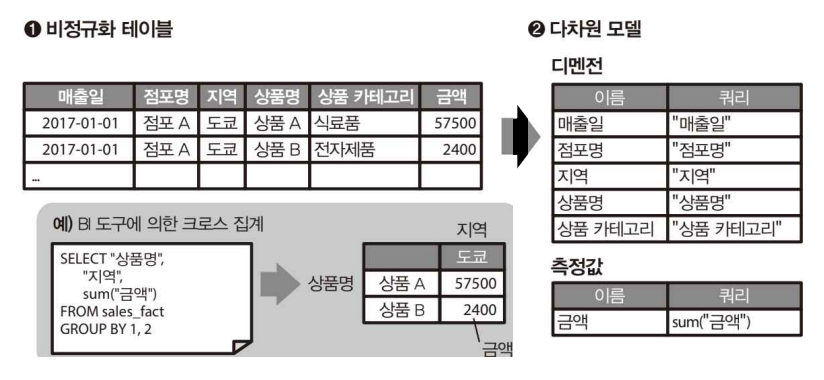 ❶ 비정규화 테이블
매출일 점포명 지역 상품명 상품 카테고리 금액
2017-01-01 점포 A 도쿄 상품 A 식료품 57500
2017-01-01 점포 A 도쿄 상품 B 전자제품 2400
...
예) BI 도구에 의한 크로스 집계
SELECT "상품명",
"지역",
sum("금액")
FROM sales_fact
GROUP BY 1, 2
지역
도쿄
상품명
상품 A 57500
상품 B 2400
금액
❷ 다차원 모델
디멘전
이름 쿼리
매출일 "매출일"
점포명 "점포명"
지역 "지역"
상품명 "상품명"
상품 카테고리 "상품 카테고리"
측정값
이름 쿼리
금액 sum("금액")